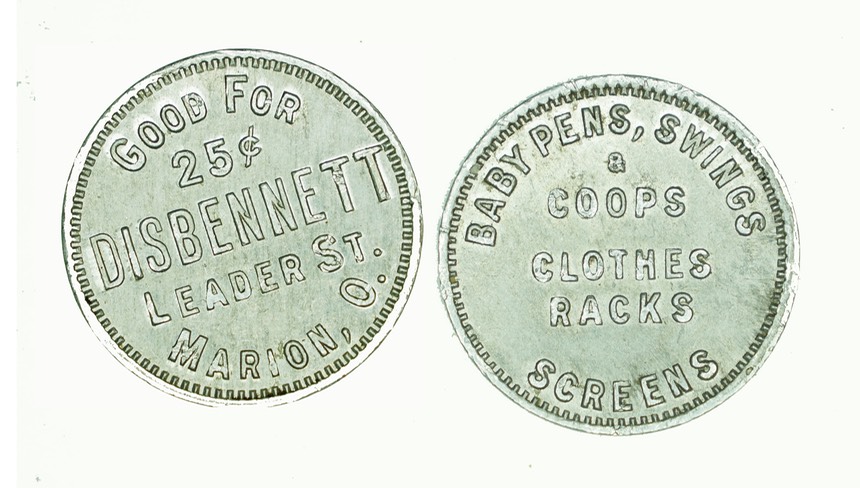 GOOD FOR
25¢
DISBENNETT
LEADER ST.
MARION, O.
BABY PENS, SWINGS
&
COOPS
CLOTHES
RACKS
SCREENS